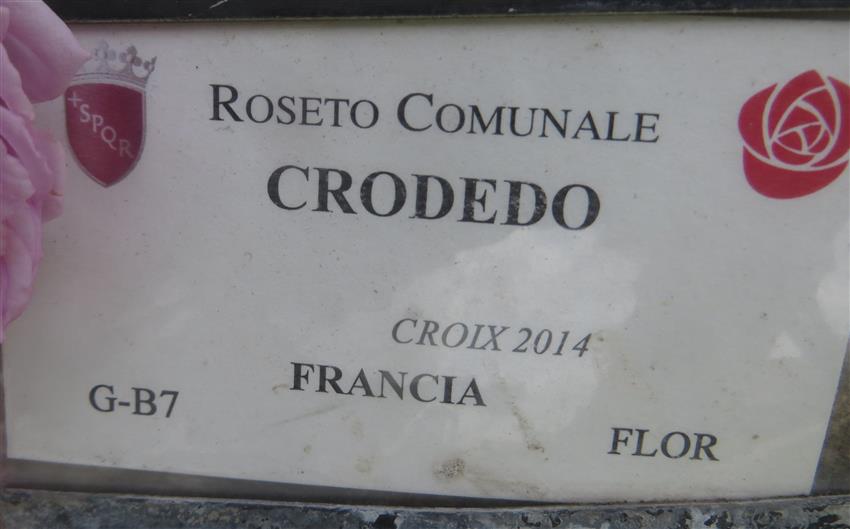 +SPQR
ROSETO COMUNALE
CRODEDO
CROIX 2014
FRANCIA
G-B7
FLOR